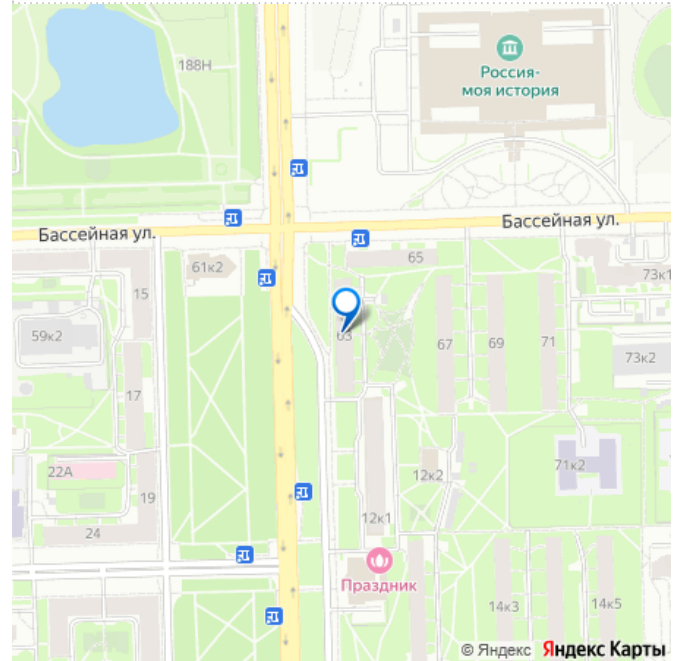 188Н
Россия-
моя история
Бассейная ул.
Бассейная ул.
65
61к2
73к1
15
59к2
63
67
69
71
73к2
17
22А
71к2
12к2
19
12к1
24
Праздник
14к3
14к5
© Яндекс Яндекс Карты